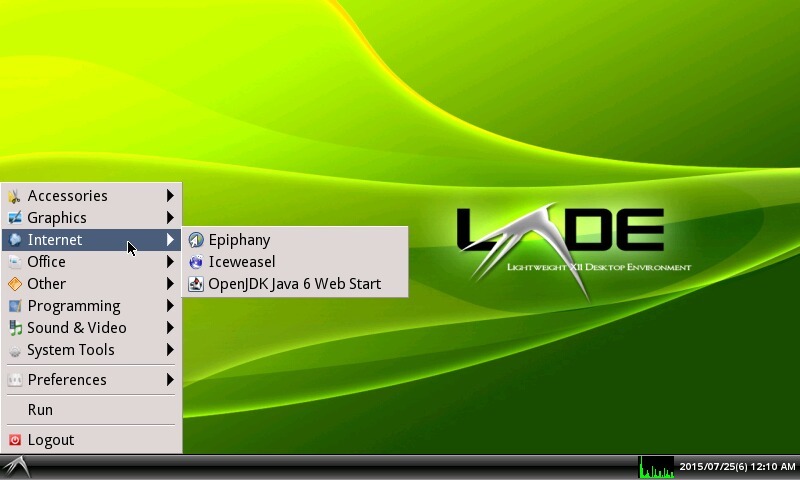 Accessories
Graphics
Internet
Office
Other
Programming
Sound & Video
System Tools
Preferences
Run
Logout
Epiphany
Iceweasel
OpenJDK Java 6 Web Start
LXDE
Lightweight X11 Desktop Environment
2015/07/25(6) 12:10 AM